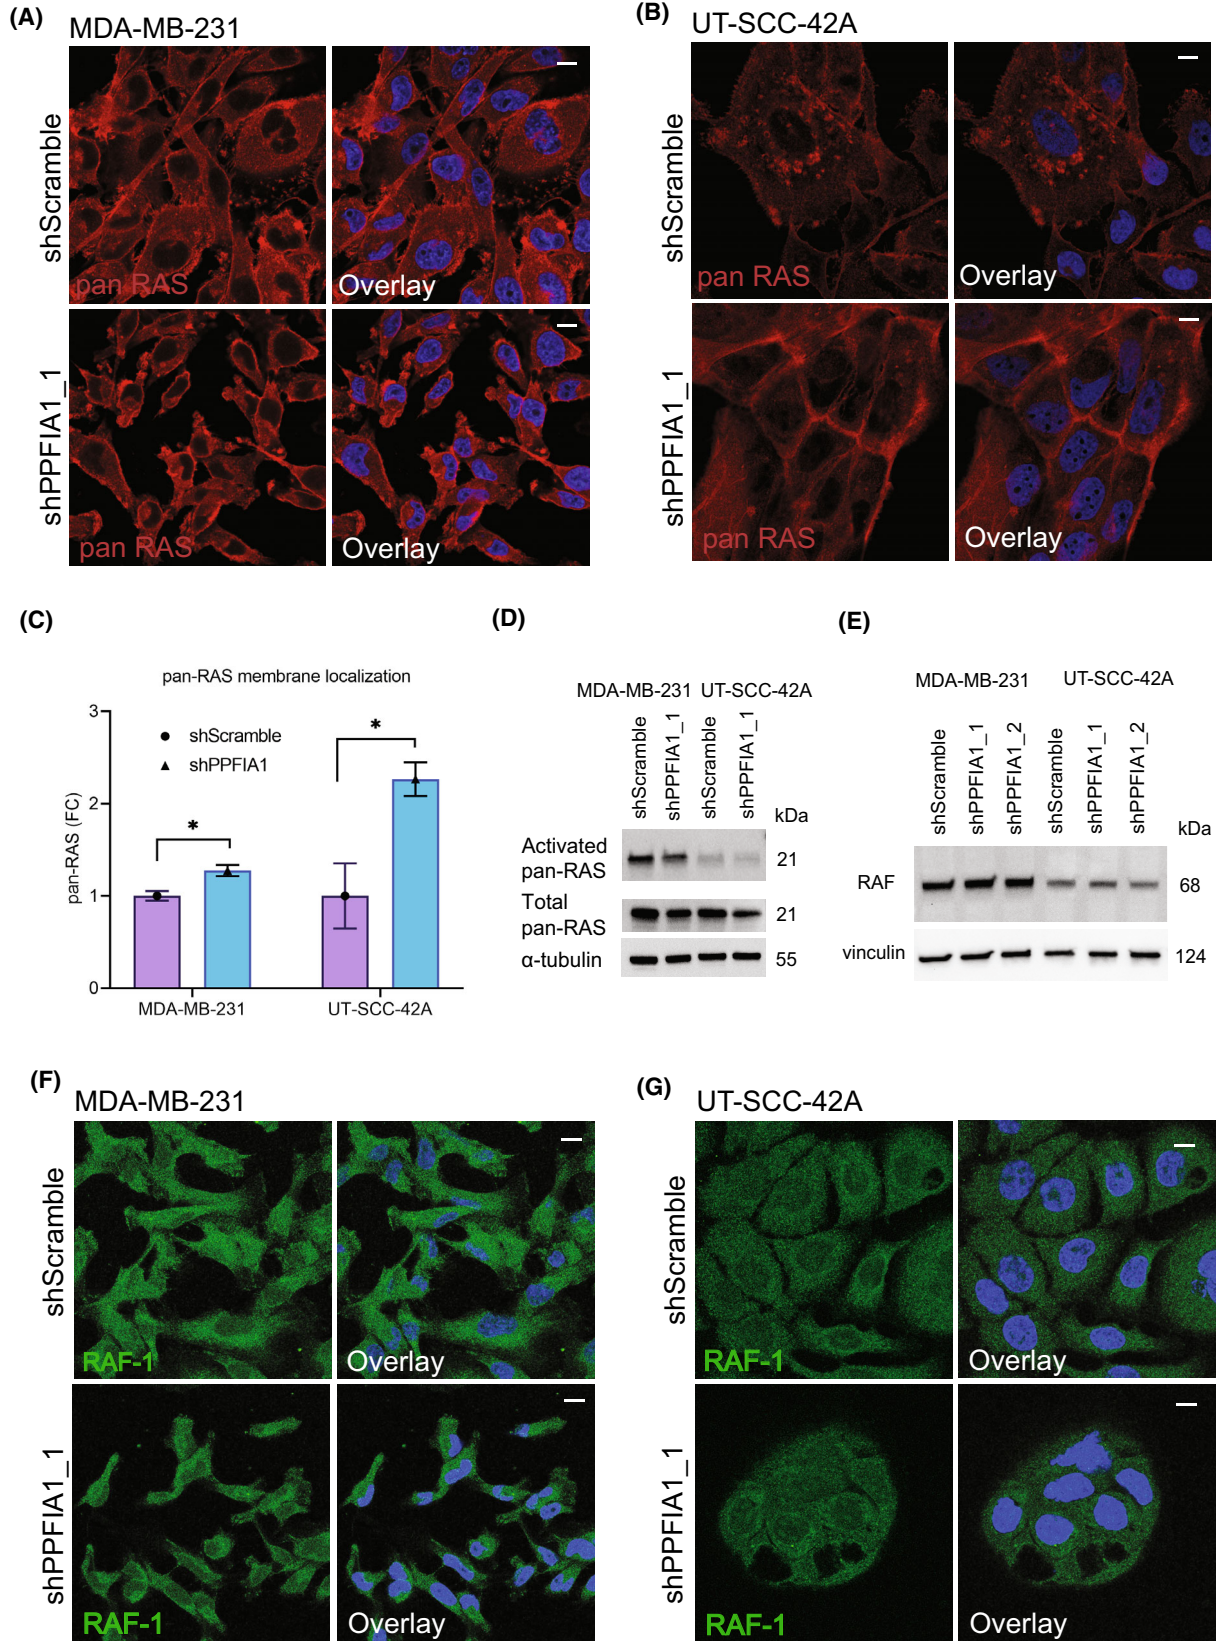 (A)
MDA-MB-231
shScramble
pan RAS
Overlay
shPPFIA1_1
pan RAS
Overlay
(B)
UT-SCC-42A
shScramble
pan RAS
Overlay
shPPFIA1_1
pan RAS
Overlay
(C)
pan-RAS membrane localization
pan-RAS (FC)
3
2
1
0
shScramble
shPPFIA1
*
*
MDA-MB-231
UT-SCC-42A
(D)
MDA-MB-231 UT-SCC-42A
shScramble
shPPFIA1_1
shScramble
shPPFIA1_1
kDa
Activated
pan-RAS
21
Total
pan-RAS
21
α-tubulin
55
(E)
MDA-MB-231
UT-SCC-42A
shScramble
shPPFIA1_1
shPPFIA1_2
shScramble
shPPFIA1_1
shPPFIA1_2
kDa
RAF
68
vinculin
124
(F)
MDA-MB-231
shScramble
RAF-1
Overlay
shPPFIA1_1
RAF-1
Overlay
(G)
UT-SCC-42A
shScramble
RAF-1
Overlay
shPPFIA1_1
RAF-1
Overlay